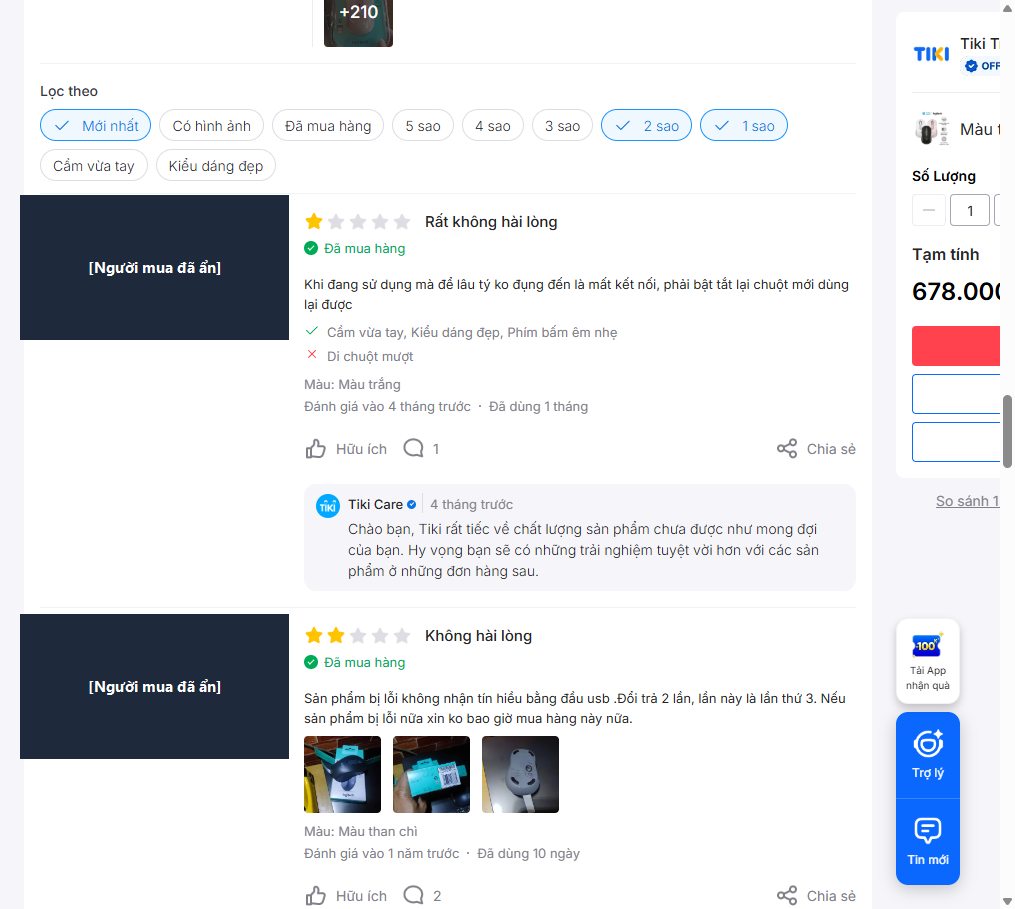 +210
Lọc theo
Mới nhất
Có hình ảnh
Đã mua hàng
5 sao
4 sao
3 sao
2 sao
1 sao
Cầm vừa tay
Kiểu dáng đẹp
[Người mua đã ẩn]
Rất không hài lòng
Đã mua hàng
Khi đang sử dụng mà để lâu tý ko đụng đến là mất kết nối, phải bật tắt lại chuột mới dùng
lại được
Cầm vừa tay, Kiểu dáng đẹp, Phím bấm êm nhẹ
Di chuột mượt
Màu: Màu trắng
Đánh giá vào 4 tháng trước · Đã dùng 1 tháng
Hữu ích
1
Chia sẻ
TIKI
Tiki Care
4 tháng trước
Chào bạn, Tiki rất tiếc về chất lượng sản phẩm chưa được như mong đợi
của bạn. Hy vọng bạn sẽ có những trải nghiệm tuyệt vời hơn với các sản
phẩm ở những đơn hàng sau.
[Người mua đã ẩn]
Không hài lòng
Đã mua hàng
Sản phẩm bị lỗi không nhận tín hiều bằng đầu usb .Đổi trả 2 lần, lần này là lần thứ 3. Nếu
sản phẩm bị lỗi nữa xin ko bao giờ mua hàng này nữa.
Màu: Màu than chì
Đánh giá vào 1 năm trước · Đã dùng 10 ngày
Hữu ích
2
Chia sẻ
TIKI
Tiki T
OFF
Màu t
Số Lượng
1
Tạm tính
678.000
So sánh 1
100
Tải App
nhận quà
Trợ lý
Tin mới